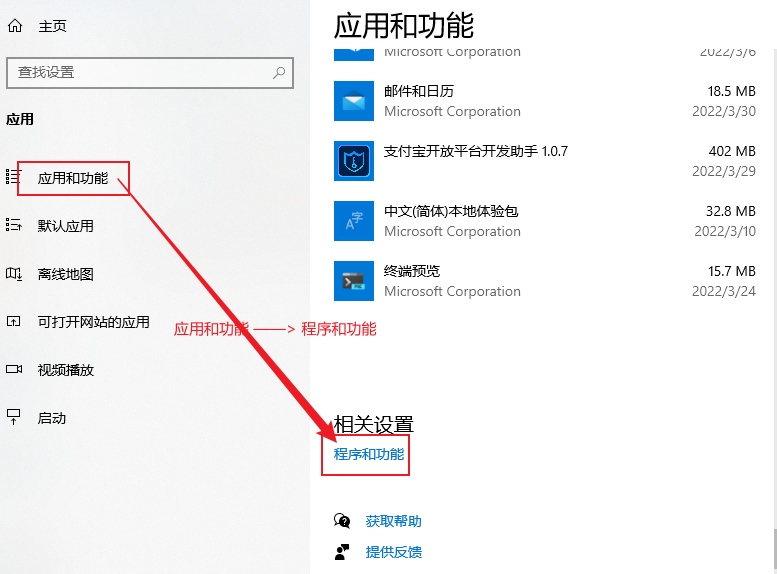 主页
查找设置
应用
应用和功能
默认应用
离线地图
可打开网站的应用
视频播放
启动
应用和功能
Microsoft Corporation 2022/3/6
邮件和日历 18.5 MB
Microsoft Corporation 2022/3/30
支付宝开放平台开发助手 1.0.7 402 MB
2022/3/29
中文(简体)本地体验包 32.8 MB
Microsoft Corporation 2022/3/10
终端预览 15.7 MB
Microsoft Corporation 2022/3/24
应用和功能 ——> 程序和功能
相关设置
程序和功能
获取帮助
提供反馈